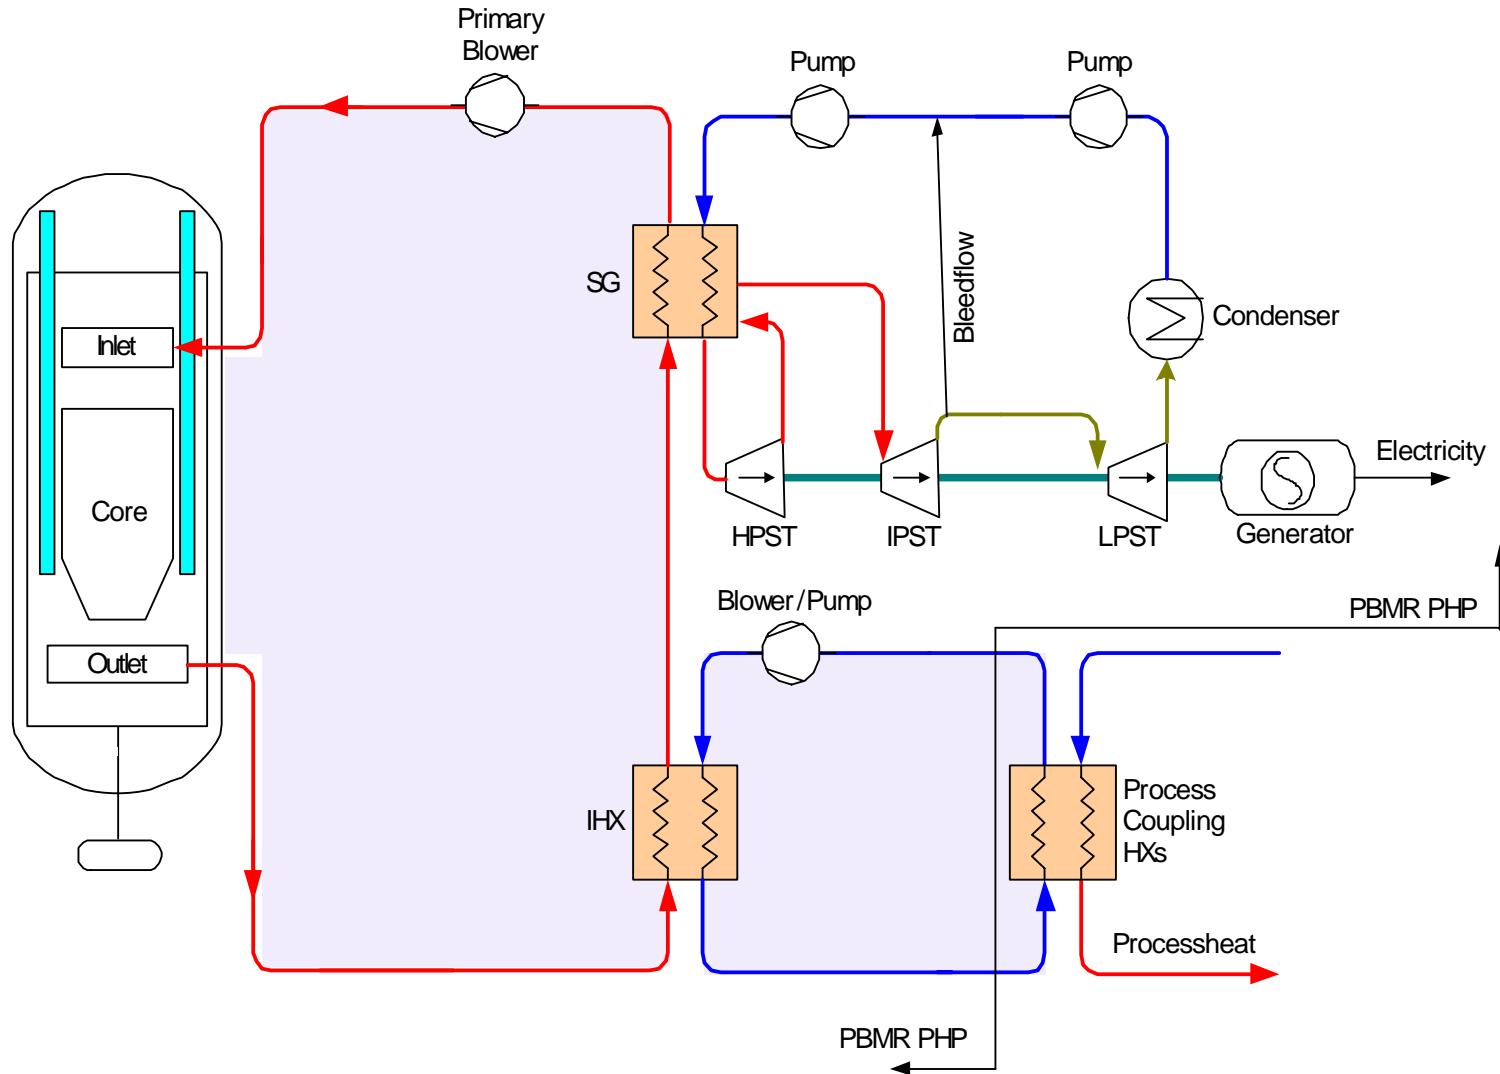 Primary
Blower
Pump
Pump
SG
Bleedflow
Condenser
Inlet
Core
Outlet
HPST
IPST
LPST
Generator
Electricity
Blower/Pump
PBMR PHP
IHX
Process
Coupling
HXs
Processheat
PBMR PHP